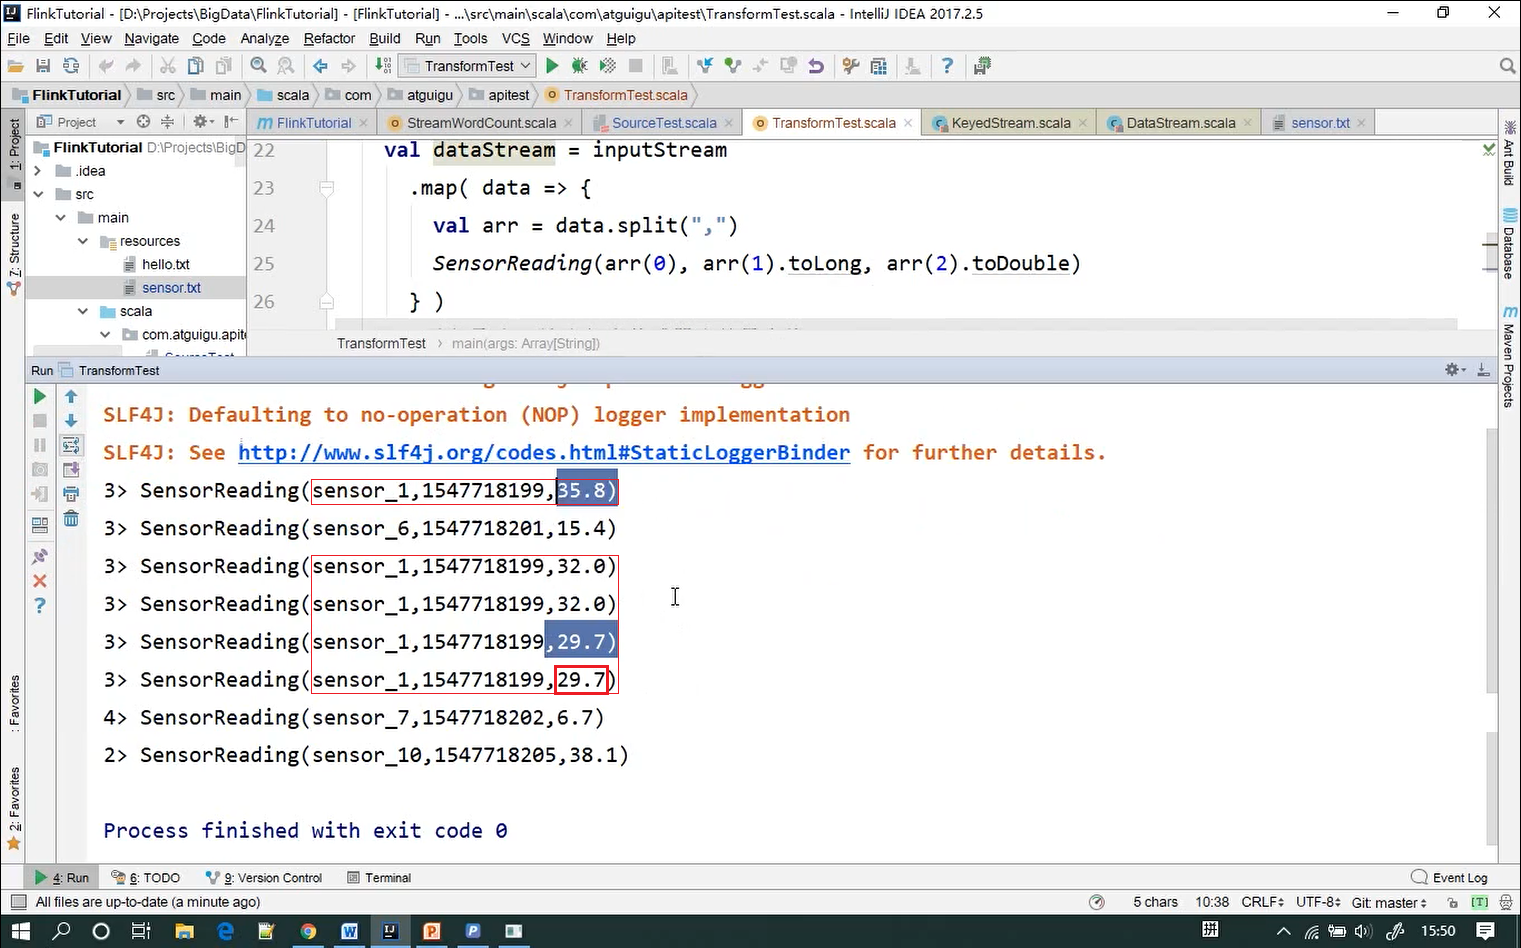 FlinkTutorial - [D:\Projects\BigData\FlinkTutorial] - [FlinkTutorial] - ...\src\main\scala\com\atguigu\apitest\TransformTest.scala - IntelliJ IDEA 2017.2.5
File Edit View Navigate Code Analyze Refactor Build Run Tools VCS Window Help
TransformTest
FlinkTutorial src main scala com atguigu apitest TransformTest.scala
Project
FlinkTutorial StreamWordCount.scala SourceTest.scala TransformTest.scala KeyedStream.scala DataStream.scala sensor.txt
1: Project
7: Structure
: Favorites
2: Favorites
FlinkTutorial D:\Projects\BigD
.idea
src
main
resources
hello.txt
sensor.txt
scala
com.atguigu.apite
SourceTest
22 val dataStream = inputStream
23 .map( data => {
24 val arr = data.split(",")
25 SensorReading(arr(0), arr(1).toLong, arr(2).toDouble)
26 } )
TransformTest › main(args: Array[String])
Ant Build
Database
Maven Projects
Run TransformTest
SLF4J: Defaulting to no-operation (NOP) logger implementation
SLF4J: See http://www.slf4j.org/codes.html#StaticLoggerBinder for further details.
3> SensorReading(sensor_1,1547718199,35.8)
3> SensorReading(sensor_6,1547718201,15.4)
3> SensorReading(sensor_1,1547718199,32.0)
3> SensorReading(sensor_1,1547718199,32.0)
3> SensorReading(sensor_1,1547718199,29.7)
3> SensorReading(sensor_1,1547718199,29.7)
4> SensorReading(sensor_7,1547718202,6.7)
2> SensorReading(sensor_10,1547718205,38.1)
Process finished with exit code 0
4: Run 6: TODO 9: Version Control Terminal Event Log
All files are up-to-date (a minute ago) 5 chars 10:38 CRLF UTF-8 Git: master [T]
拼 15:50